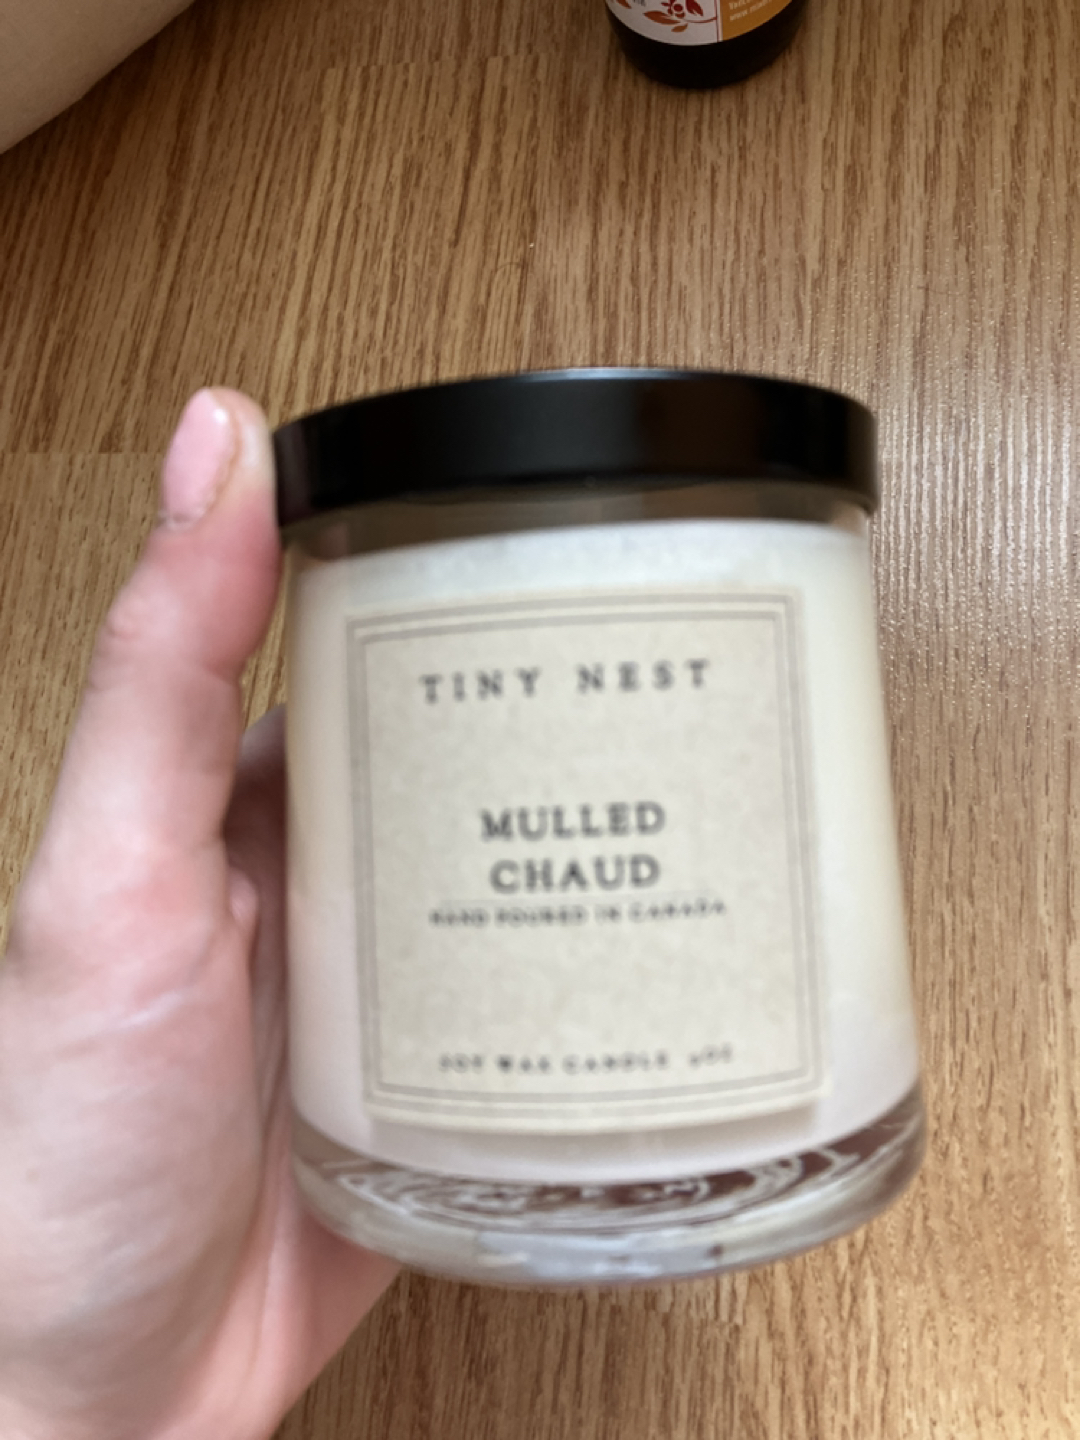 TINY NEST
MULLED
CHAUD
HAND POURED IN CANADA
SOY WAX CANDLE